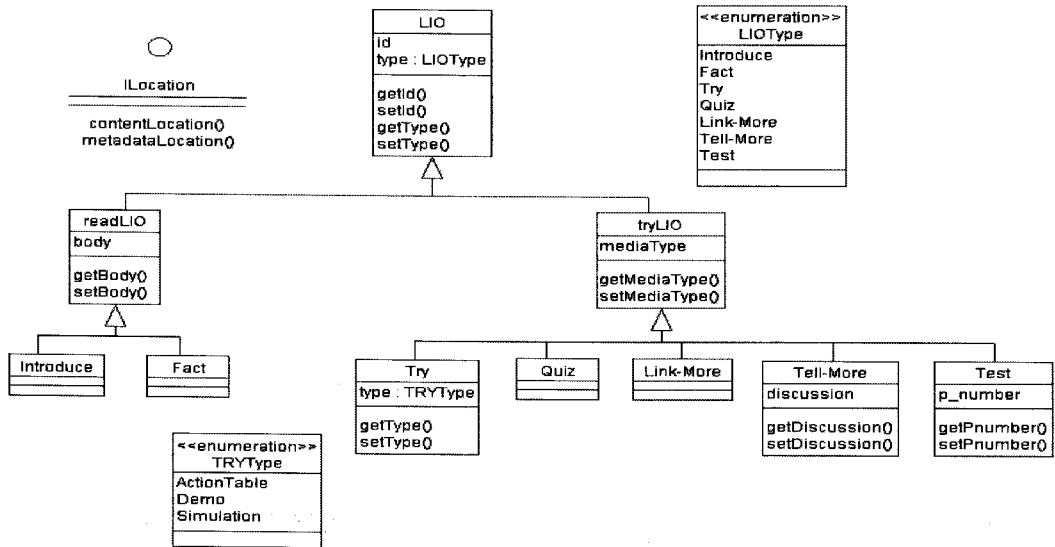 LIO
id
type : LIOType
getId()
setId()
getType()
setType()
<<enumeration>>
LIOType
Introduce
Fact
Try
Quiz
Link-More
Tell-More
Test
ILocation
contentLocation()
metadataLocation()
readLIO
body
getBody()
setBody()
tryLIO
mediaType
getMediaType()
setMediaType()
Introduce
Fact
Try
type : TRYType
getType()
setType()
Quiz
Link-More
Tell-More
discussion
getDiscussion()
setDiscussion()
Test
p_number
getPnumber()
setPnumber()
<<enumeration>>
TRYType
ActionTable
Demo
Simulation